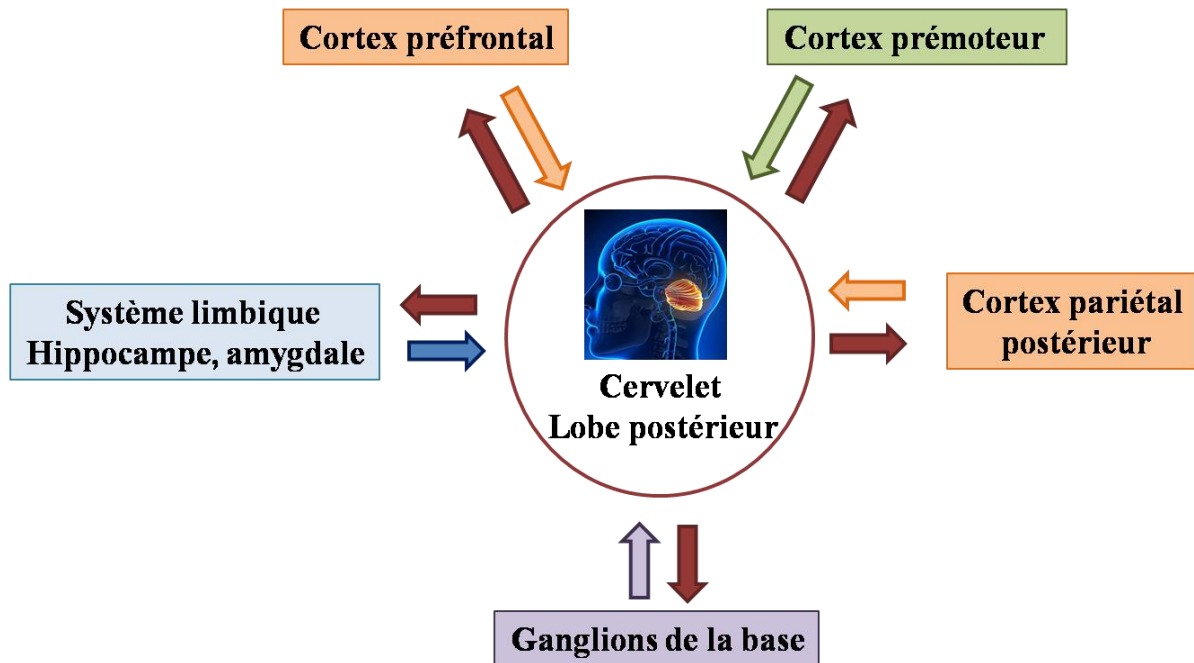 Cortex préfrontal
Cortex prémoteur
Système limbique
Hippocampe, amygdale
Cortex pariétal
postérieur
Cervelet
Lobe postérieur
Ganglions de la base